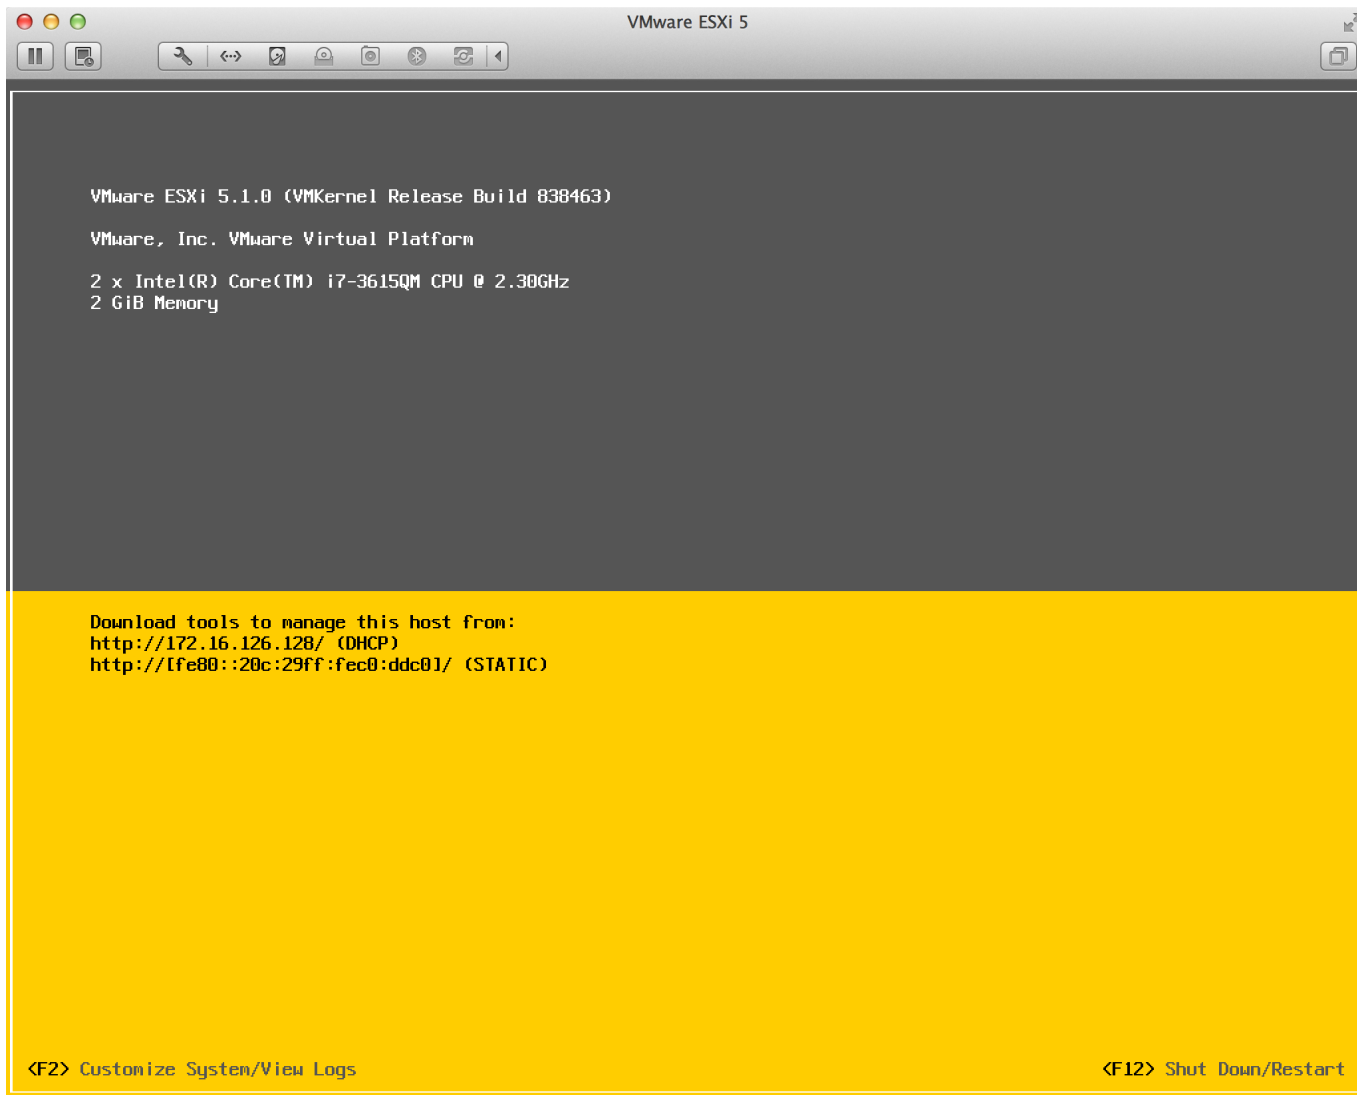 VMware ESXi 5
VMware ESXi 5.1.0 (VMKernel Release Build 838463)
VMware, Inc. VMware Virtual Platform
2 x Intel(R) Core(TM) i7-3615QM CPU @ 2.30GHz
2 GiB Memory
Download tools to manage this host from:
http://172.16.126.128/ (DHCP)
http://[fe80::20c:29ff:fec0:ddc0]/ (STATIC)
<F2> Customize System/View Logs
<F12> Shut Down/Restart